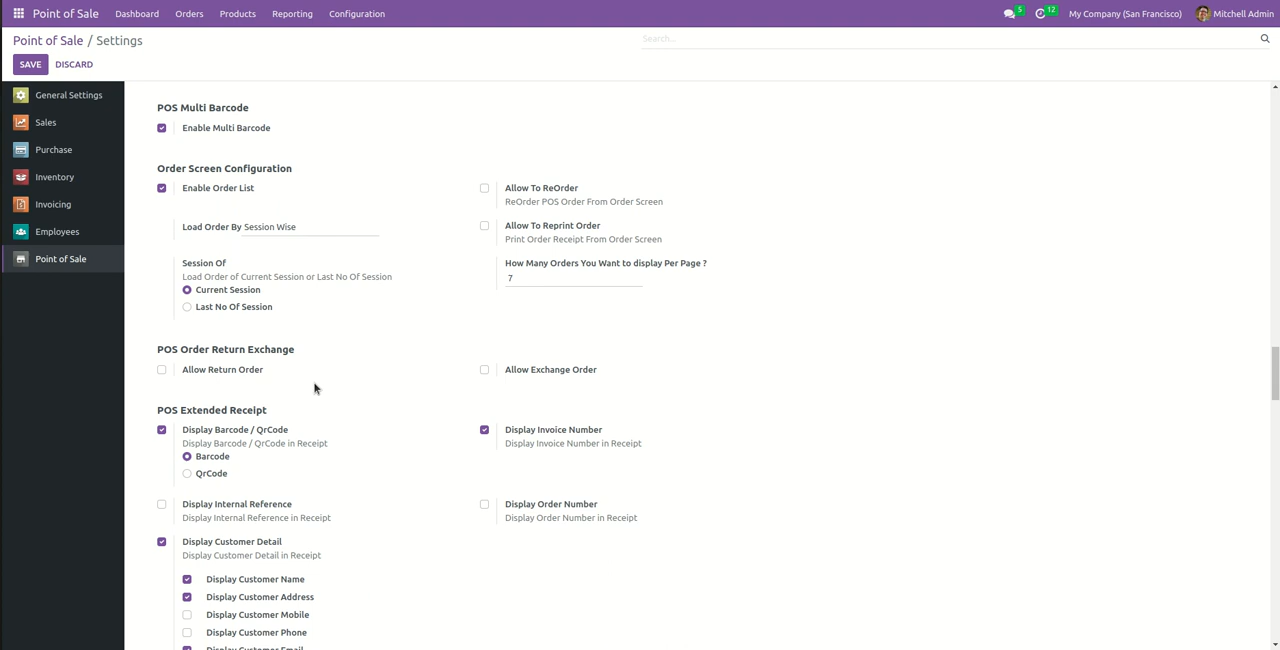 Point of Sale Dashboard Orders Products Reporting Configuration 5 12 My Company (San Francisco) Mitchell Admin
Point of Sale / Settings Search...
SAVE DISCARD
General Settings
Sales
Purchase
Inventory
Invoicing
Employees
Point of Sale
POS Multi Barcode
Enable Multi Barcode
Order Screen Configuration
Enable Order List
Allow To ReOrder
ReOrder POS Order From Order Screen
Load Order By Session Wise
Allow To Reprint Order
Print Order Receipt From Order Screen
Session Of
Load Order of Current Session or Last No Of Session
Current Session
Last No Of Session
How Many Orders You Want to display Per Page ?
7
POS Order Return Exchange
Allow Return Order
Allow Exchange Order
POS Extended Receipt
Display Barcode / QrCode
Display Barcode / QrCode in Receipt
Barcode
QrCode
Display Invoice Number
Display Invoice Number in Receipt
Display Internal Reference
Display Internal Reference in Receipt
Display Order Number
Display Order Number in Receipt
Display Customer Detail
Display Customer Detail in Receipt
Display Customer Name
Display Customer Address
Display Customer Mobile
Display Customer Phone
Display Customer Email